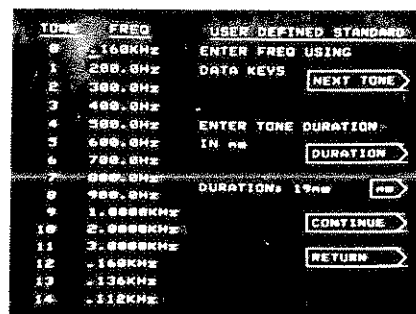 TONE FREQ
0 .160KHz
1 200.0Hz
2 300.0Hz
3 400.0Hz
4 500.0Hz
5 600.0Hz
6 700.0Hz
7 800.0Hz
8 900.0Hz
9 1.0000KHz
10 2.0000KHz
11 3.0000KHz
12 .160KHz
13 .136KHz
14 .112KHz
USER DEFINED STANDARD
ENTER FREQ USING
DATA KEYS
NEXT TONE
ENTER TONE DURATION
IN ms
DURATION
DURATION: 19ms
ms
CONTINUE
RETURN